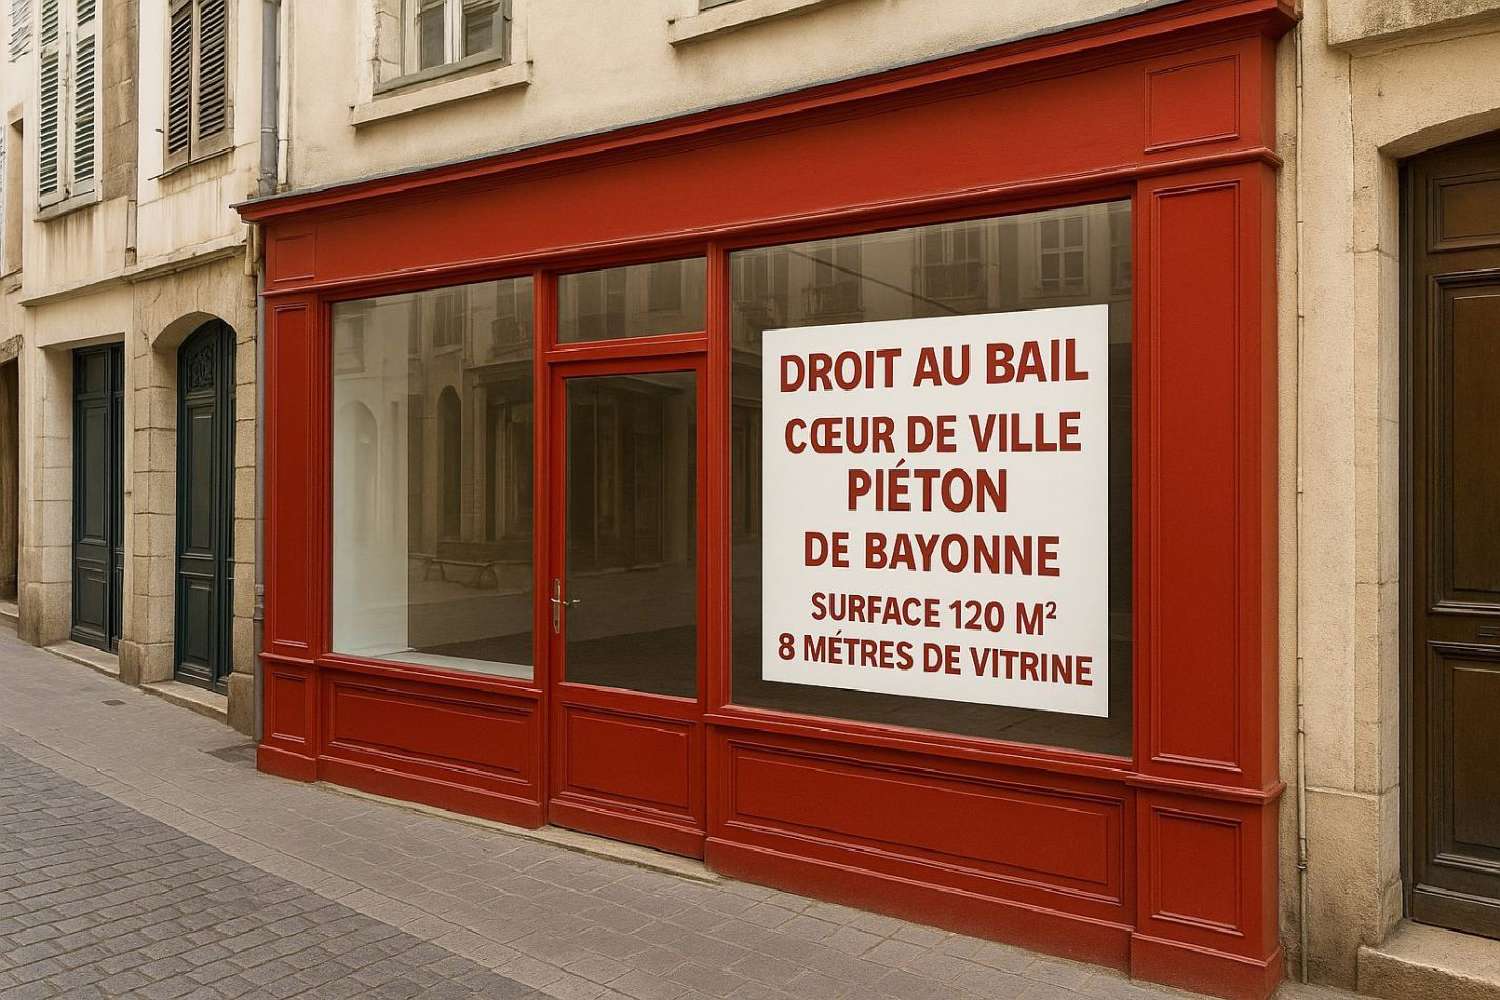 DROIT AU BAIL
CŒUR DE VILLE
PIÉTON
DE BAYONNE
SURFACE 120 M²
8 MÉTRES DE VITRINE